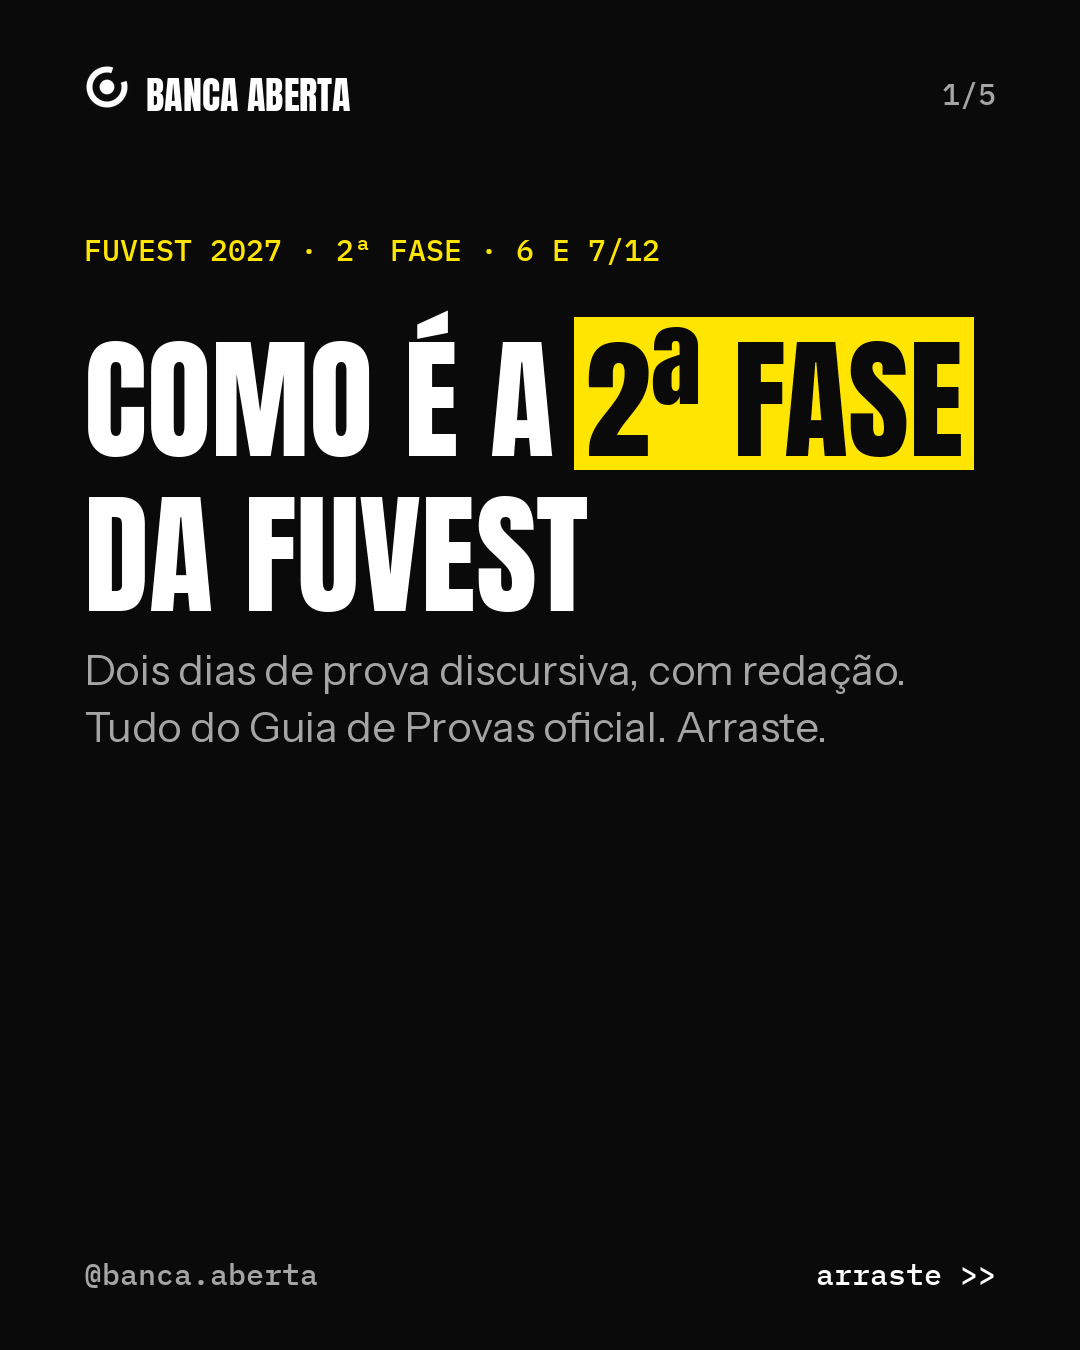 BANCA ABERTA
1/5
FUVEST 2027 · 2ª FASE · 6 E 7/12
COMO É A 2ª FASE
DA FUVEST
Dois dias de prova discursiva, com redação.
Tudo do Guia de Provas oficial. Arraste.
@banca.aberta
arraste >>